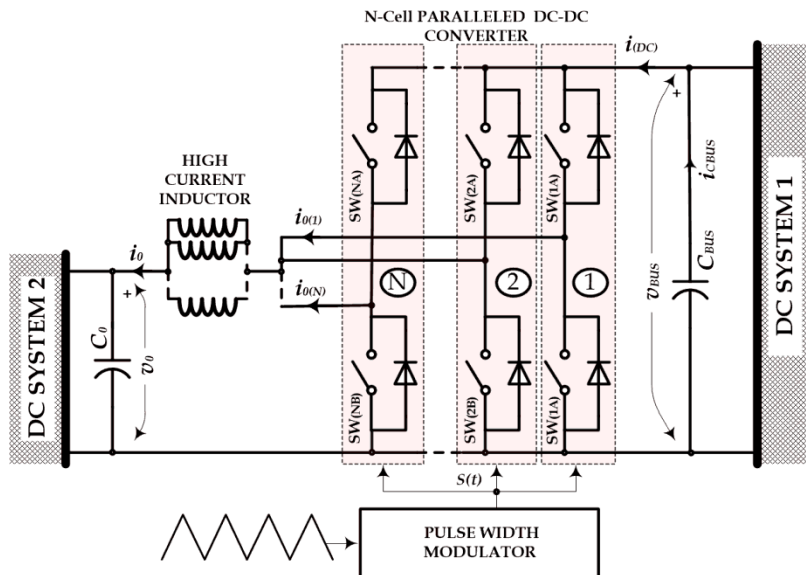 N-CELL PARALLELED DC-DC
CONVERTER
i(DC)
+
HIGH
CURRENT
INDUCTOR
SW(NA)
SW(2A)
SW(1A)
iCBUS
DC SYSTEM 1
i0
i0(1)
vBUS
CBUS
+
N
2
1
i0(N)
DC SYSTEM 2
C0
v0
SW(NB)
SW(2B)
SW(1A)
S(t)
PULSE WIDTH
MODULATOR